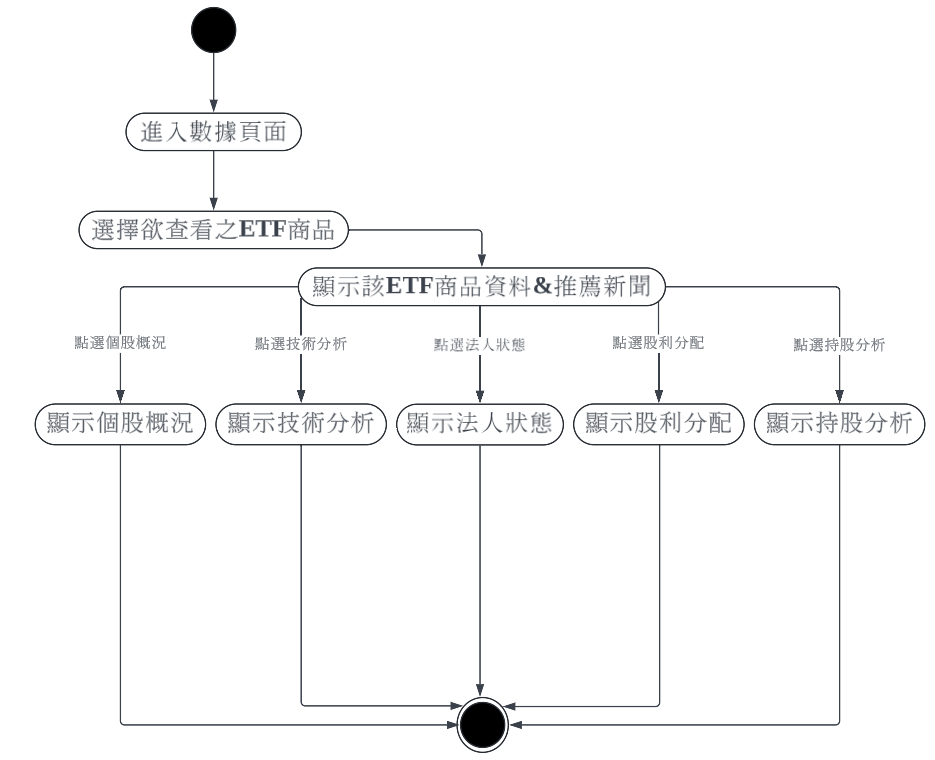 進入數據頁面
選擇欲查看之ETF商品
顯示該ETF商品資料&推薦新聞
點選個股概況
點選技術分析
點選法人狀態
點選股利分配
點選持股分析
顯示個股概況
顯示技術分析
顯示法人狀態
顯示股利分配
顯示持股分析